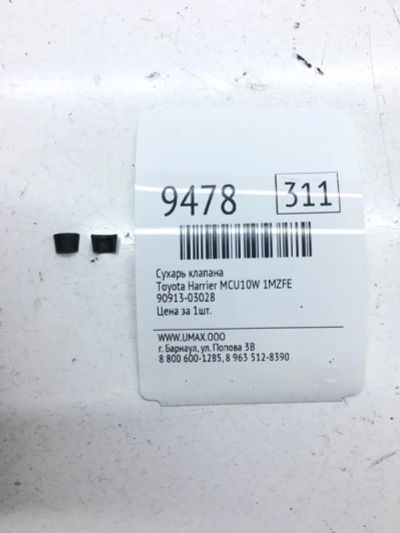 9478 311
Сухарь клапана
Toyota Harrier MCU10W 1MZFE
90913-03028
Цена за 1шт.
WWW.UMAX.OOO
г. Барнаул, ул. Попова 3В
8 800 600-1285, 8 963 512-8390